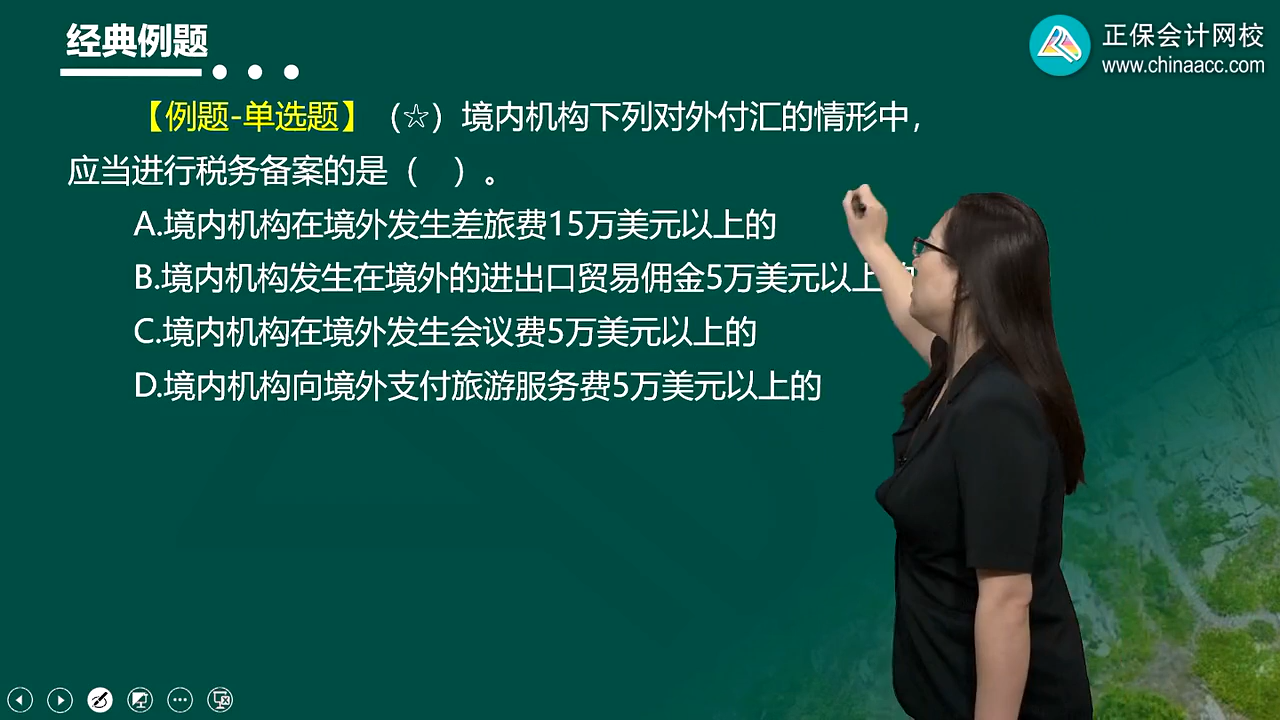 经典例题
正保会计网校
www.chinaacc.com
【例题-单选题】（☆）境内机构下列对外付汇的情形中，
应当进行税务备案的是（ ）。
A.境内机构在境外发生差旅费15万美元以上的
B.境内机构发生在境外的进出口贸易佣金5万美元以上
C.境内机构在境外发生会议费5万美元以上的
D.境内机构向境外支付旅游服务费5万美元以上的